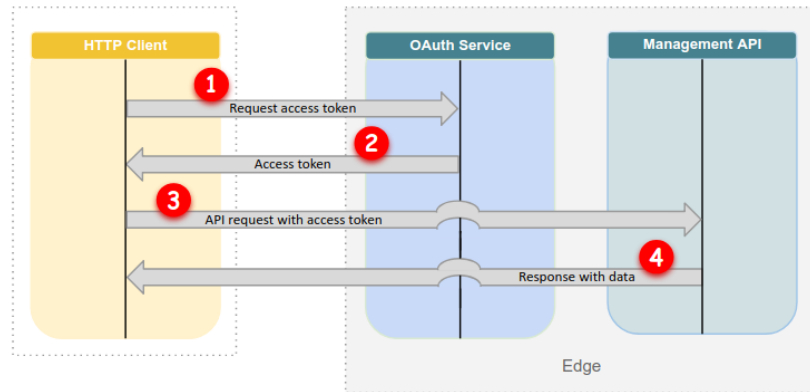 HTTP Client
OAuth Service
Management API
1
Request access token
2
Access token
3
API request with access token
4
Response with data
Edge